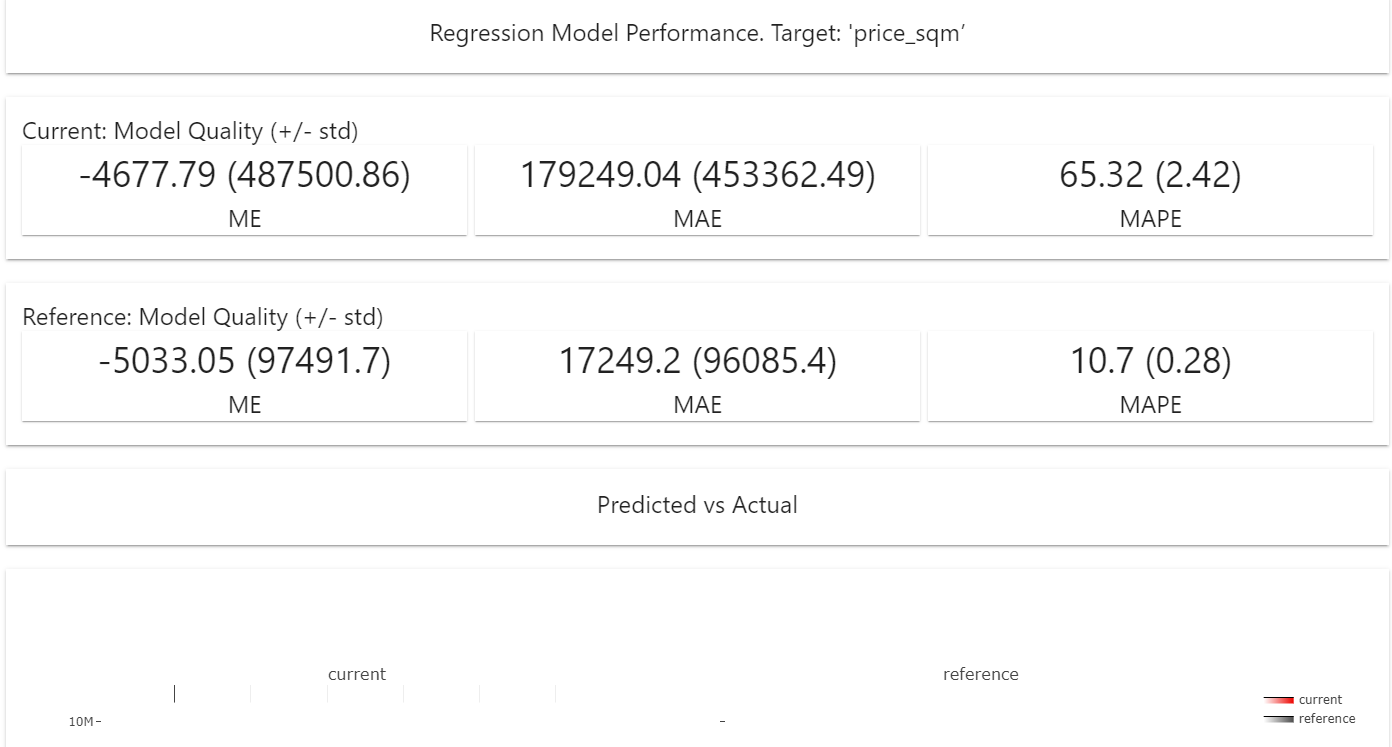 Regression Model Performance. Target: 'price_sqm’
Current: Model Quality (+/- std)
-4677.79 (487500.86)
179249.04 (453362.49)
65.32 (2.42)
ME
MAE
MAPE
Reference: Model Quality (+/- std)
-5033.05 (97491.7)
17249.2 (96085.4)
10.7 (0.28)
ME
MAE
MAPE
Predicted vs Actual
current
reference
current
reference
10M